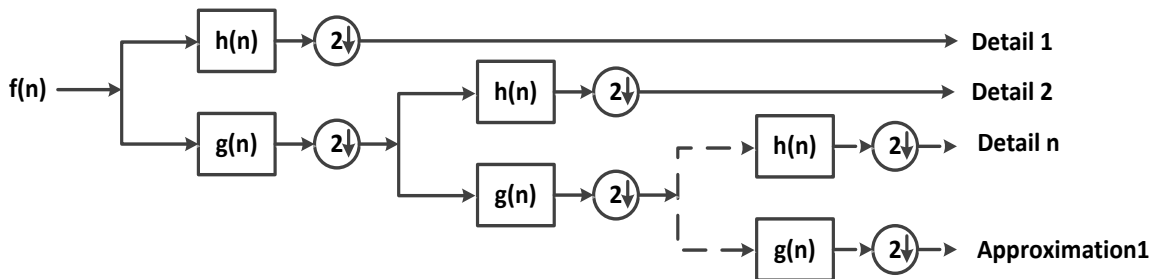 h(n) 2↓ Detail 1
f(n)
h(n) 2↓ Detail 2
g(n) 2↓
h(n) 2↓ Detail n
g(n) 2↓
g(n) 2↓ Approximation1